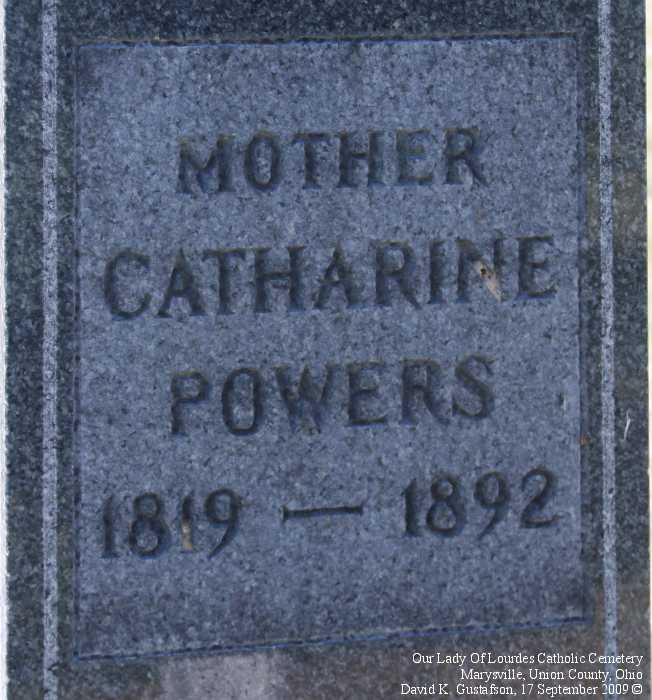 MOTHER
CATHARINE
POWERS
1819 — 1892
Our Lady Of Lourdes Catholic Cemetery
Marysville, Union County, Ohio
David K. Gustafson, 17 September 2009 ©